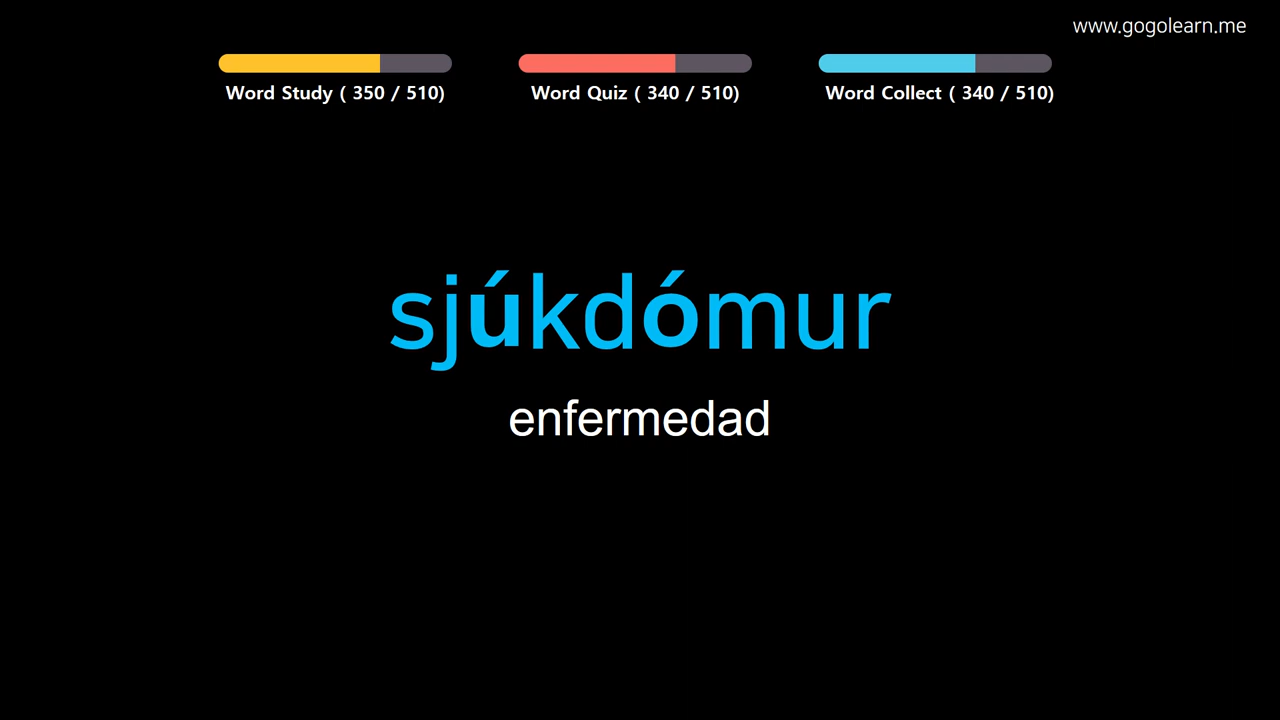 www.gogolearn.me
Word Study ( 350 / 510)
Word Quiz ( 340 / 510)
Word Collect ( 340 / 510)
sjúkdómur
enfermedad